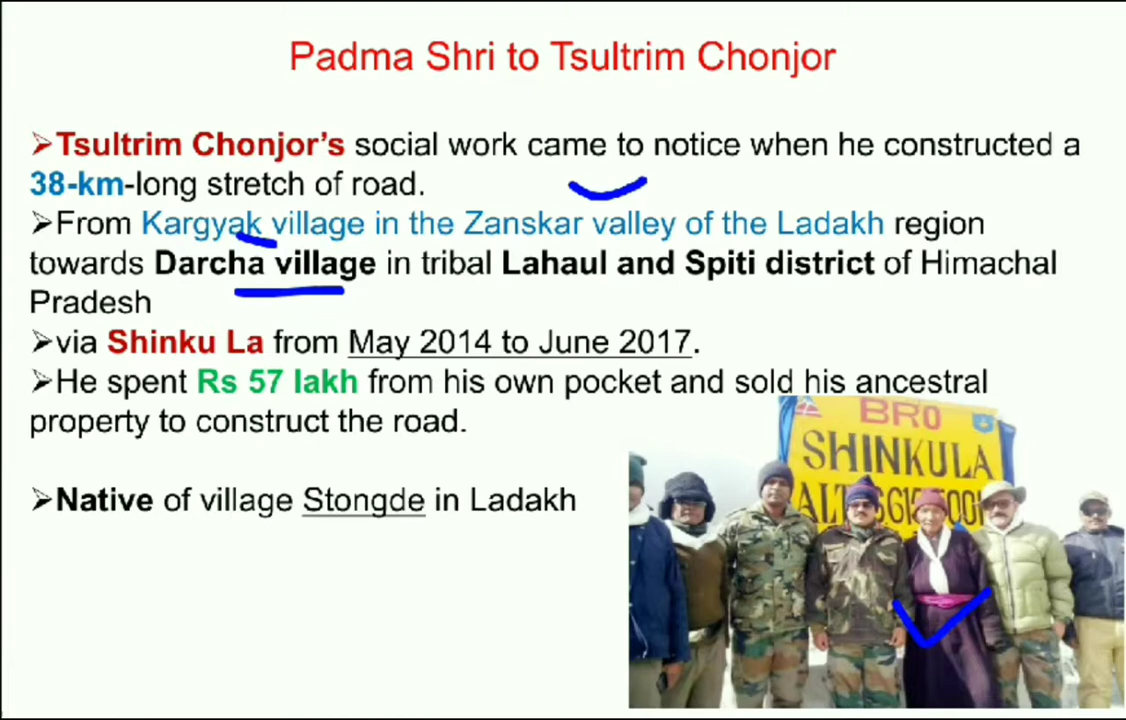 Padma Shri to Tsultrim Chonjor
➢Tsultrim Chonjor’s social work came to notice when he constructed a
38-km-long stretch of road.
➢From Kargyak village in the Zanskar valley of the Ladakh region
towards Darcha village in tribal Lahaul and Spiti district of Himachal
Pradesh
➢via Shinku La from May 2014 to June 2017.
➢He spent Rs 57 lakh from his own pocket and sold his ancestral
property to construct the road.
➢Native of village Stongde in Ladakh
BRO
SHINKULA